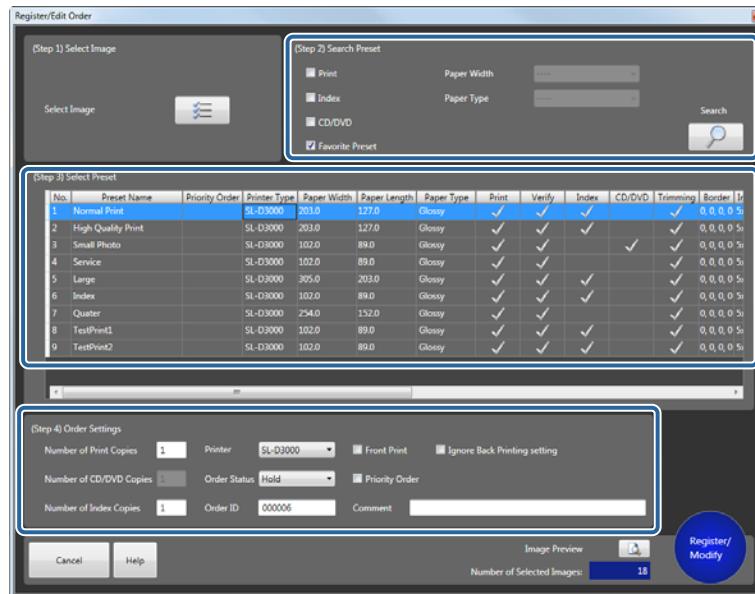 Register/Edit Order
(Step 1) Select Image
Select Image
(Step 2) Search Preset
Print
Paper Width
----
Index
Paper Type
----
CD/DVD
Search
Favorite Preset
(Step 3) Select Preset
No. Preset Name Priority Order Printer Type Paper Width Paper Length Paper Type Print Verify Index CD/DVD Trimming Border
1 Normal Print SL-D3000 203.0 127.0 Glossy 0, 0, 0, 0
2 High Quality Print SL-D3000 203.0 127.0 Glossy 0, 0, 0, 0
3 Small Photo SL-D3000 102.0 89.0 Glossy 0, 0, 0, 0
4 Service SL-D3000 102.0 89.0 Glossy 0, 0, 0, 0
5 Large SL-D3000 305.0 203.0 Glossy 0, 0, 0, 0
6 Index SL-D3000 102.0 89.0 Glossy 0, 0, 0, 0
7 Quater SL-D3000 254.0 152.0 Glossy 0, 0, 0, 0
8 TestPrint1 SL-D3000 102.0 89.0 Glossy 0, 0, 0, 0
9 TestPrint2 SL-D3000 102.0 89.0 Glossy 0, 0, 0, 0
(Step 4) Order Settings
Number of Print Copies 1 Printer SL-D3000 Front Print Ignore Back Printing setting
Number of CD/DVD Copies 1 Order Status Hold Priority Order
Number of Index Copies 1 Order ID 000006 Comment
Cancel
Help
Image Preview
Number of Selected Images: 18
Register/
Modify